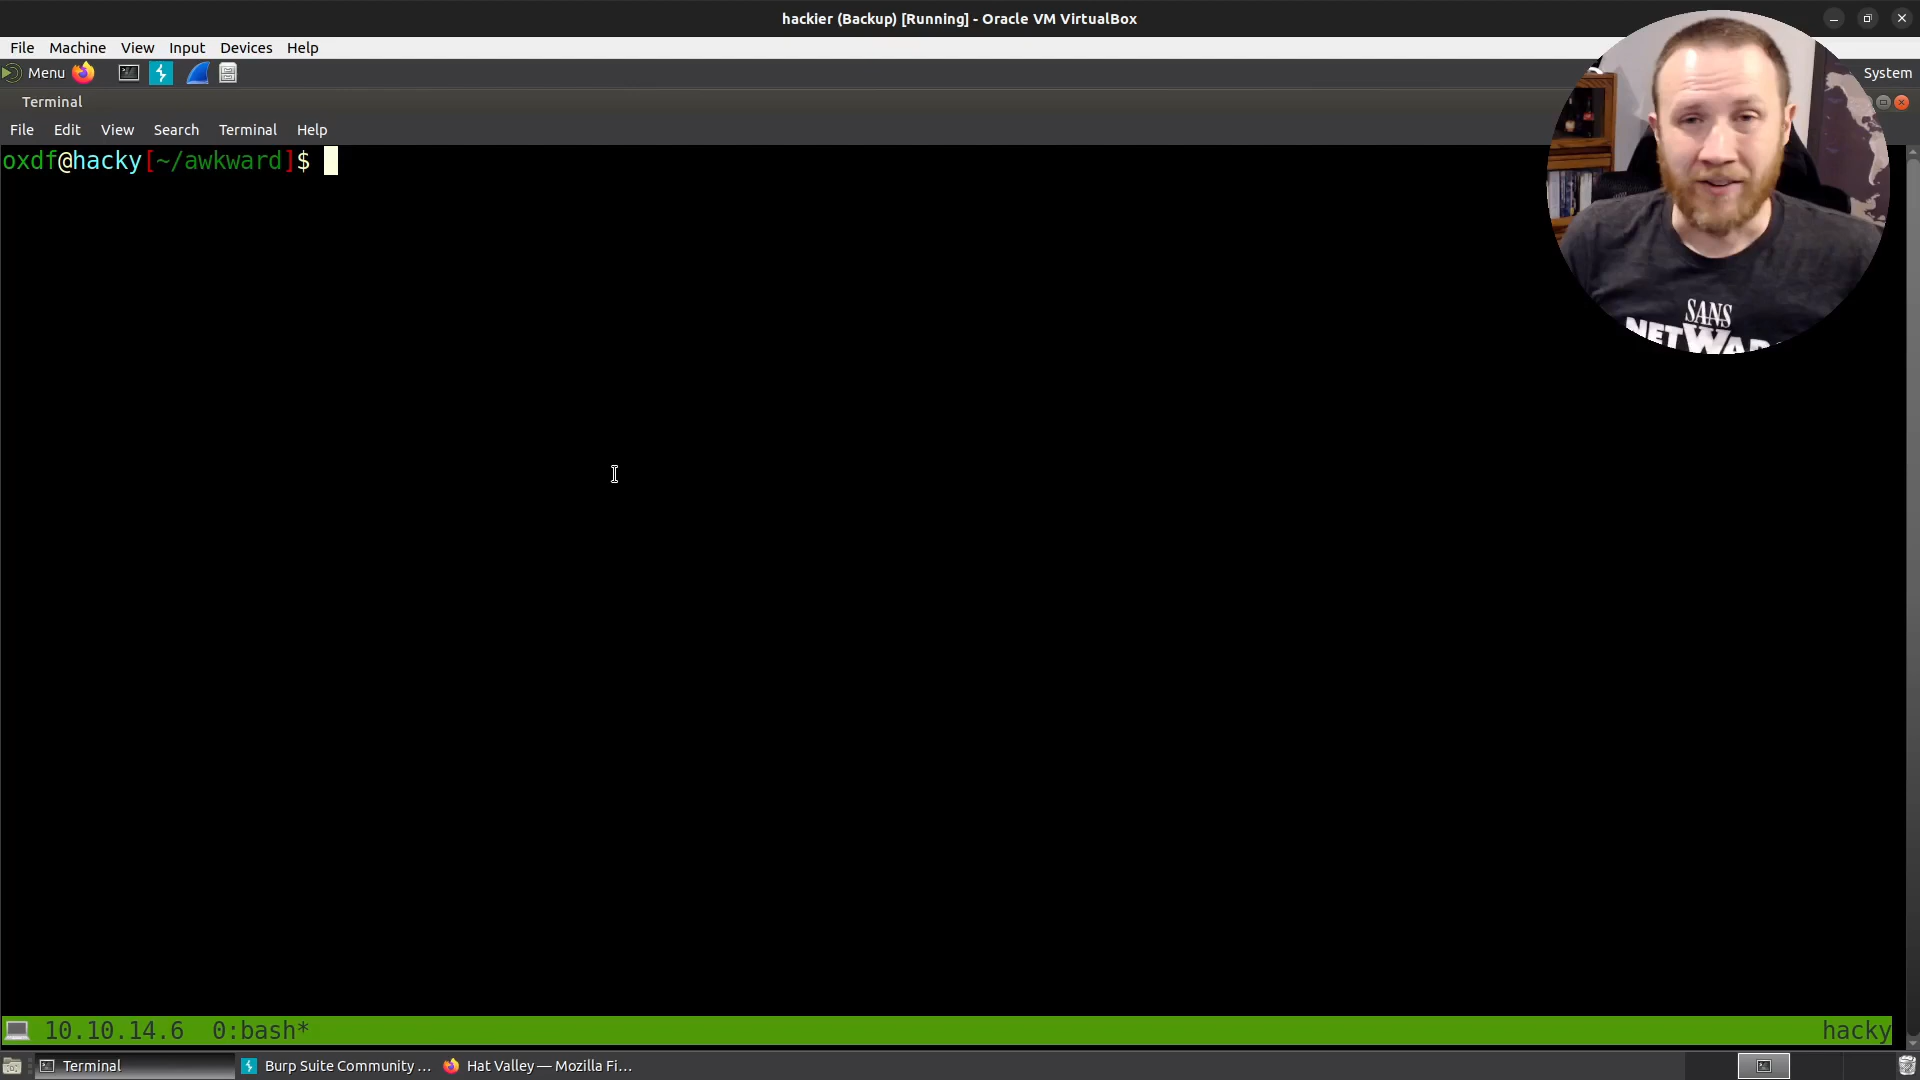 hackier (Backup) [Running] - Oracle VM VirtualBox
File Machine View Input Devices Help
Menu
System
Terminal
File Edit View Search Terminal Help
oxdf@hacky[~/awkward]$
SANS
NETWAR
10.10.14.6 0:bash*
hacky
Terminal
Burp Suite Community ...
Hat Valley — Mozilla Fi...